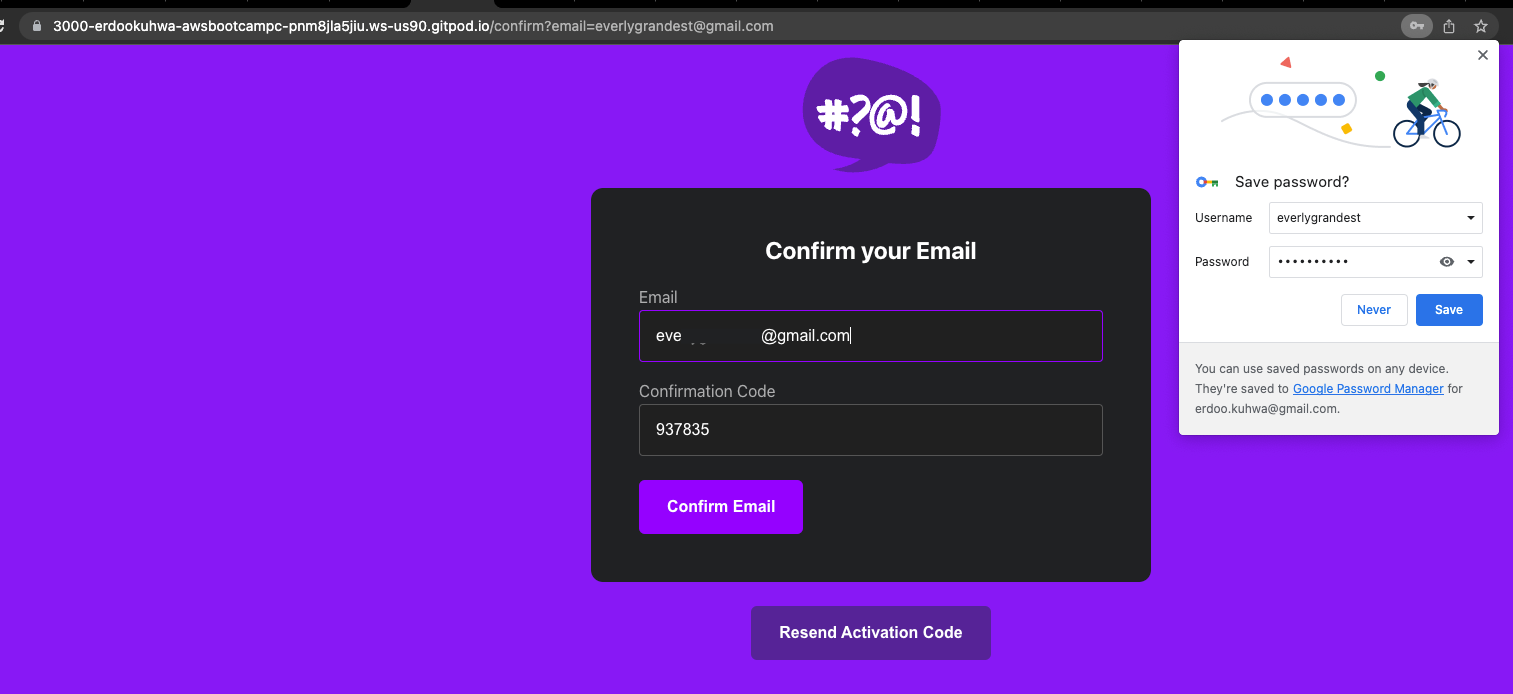 3000-erdookuhwa-awsbootcampc-pnm8jla5jiu.ws-us90.gitpod.io/confirm?email=everlygrandest@gmail.com
#?@!
Confirm your Email
Email
eve @gmail.com
Confirmation Code
937835
Confirm Email
Resend Activation Code
Save password?
Username everlygrandest
Password ••••••••••
Never Save
You can use saved passwords on any device.
They're saved to Google Password Manager for
erdoo.kuhwa@gmail.com.